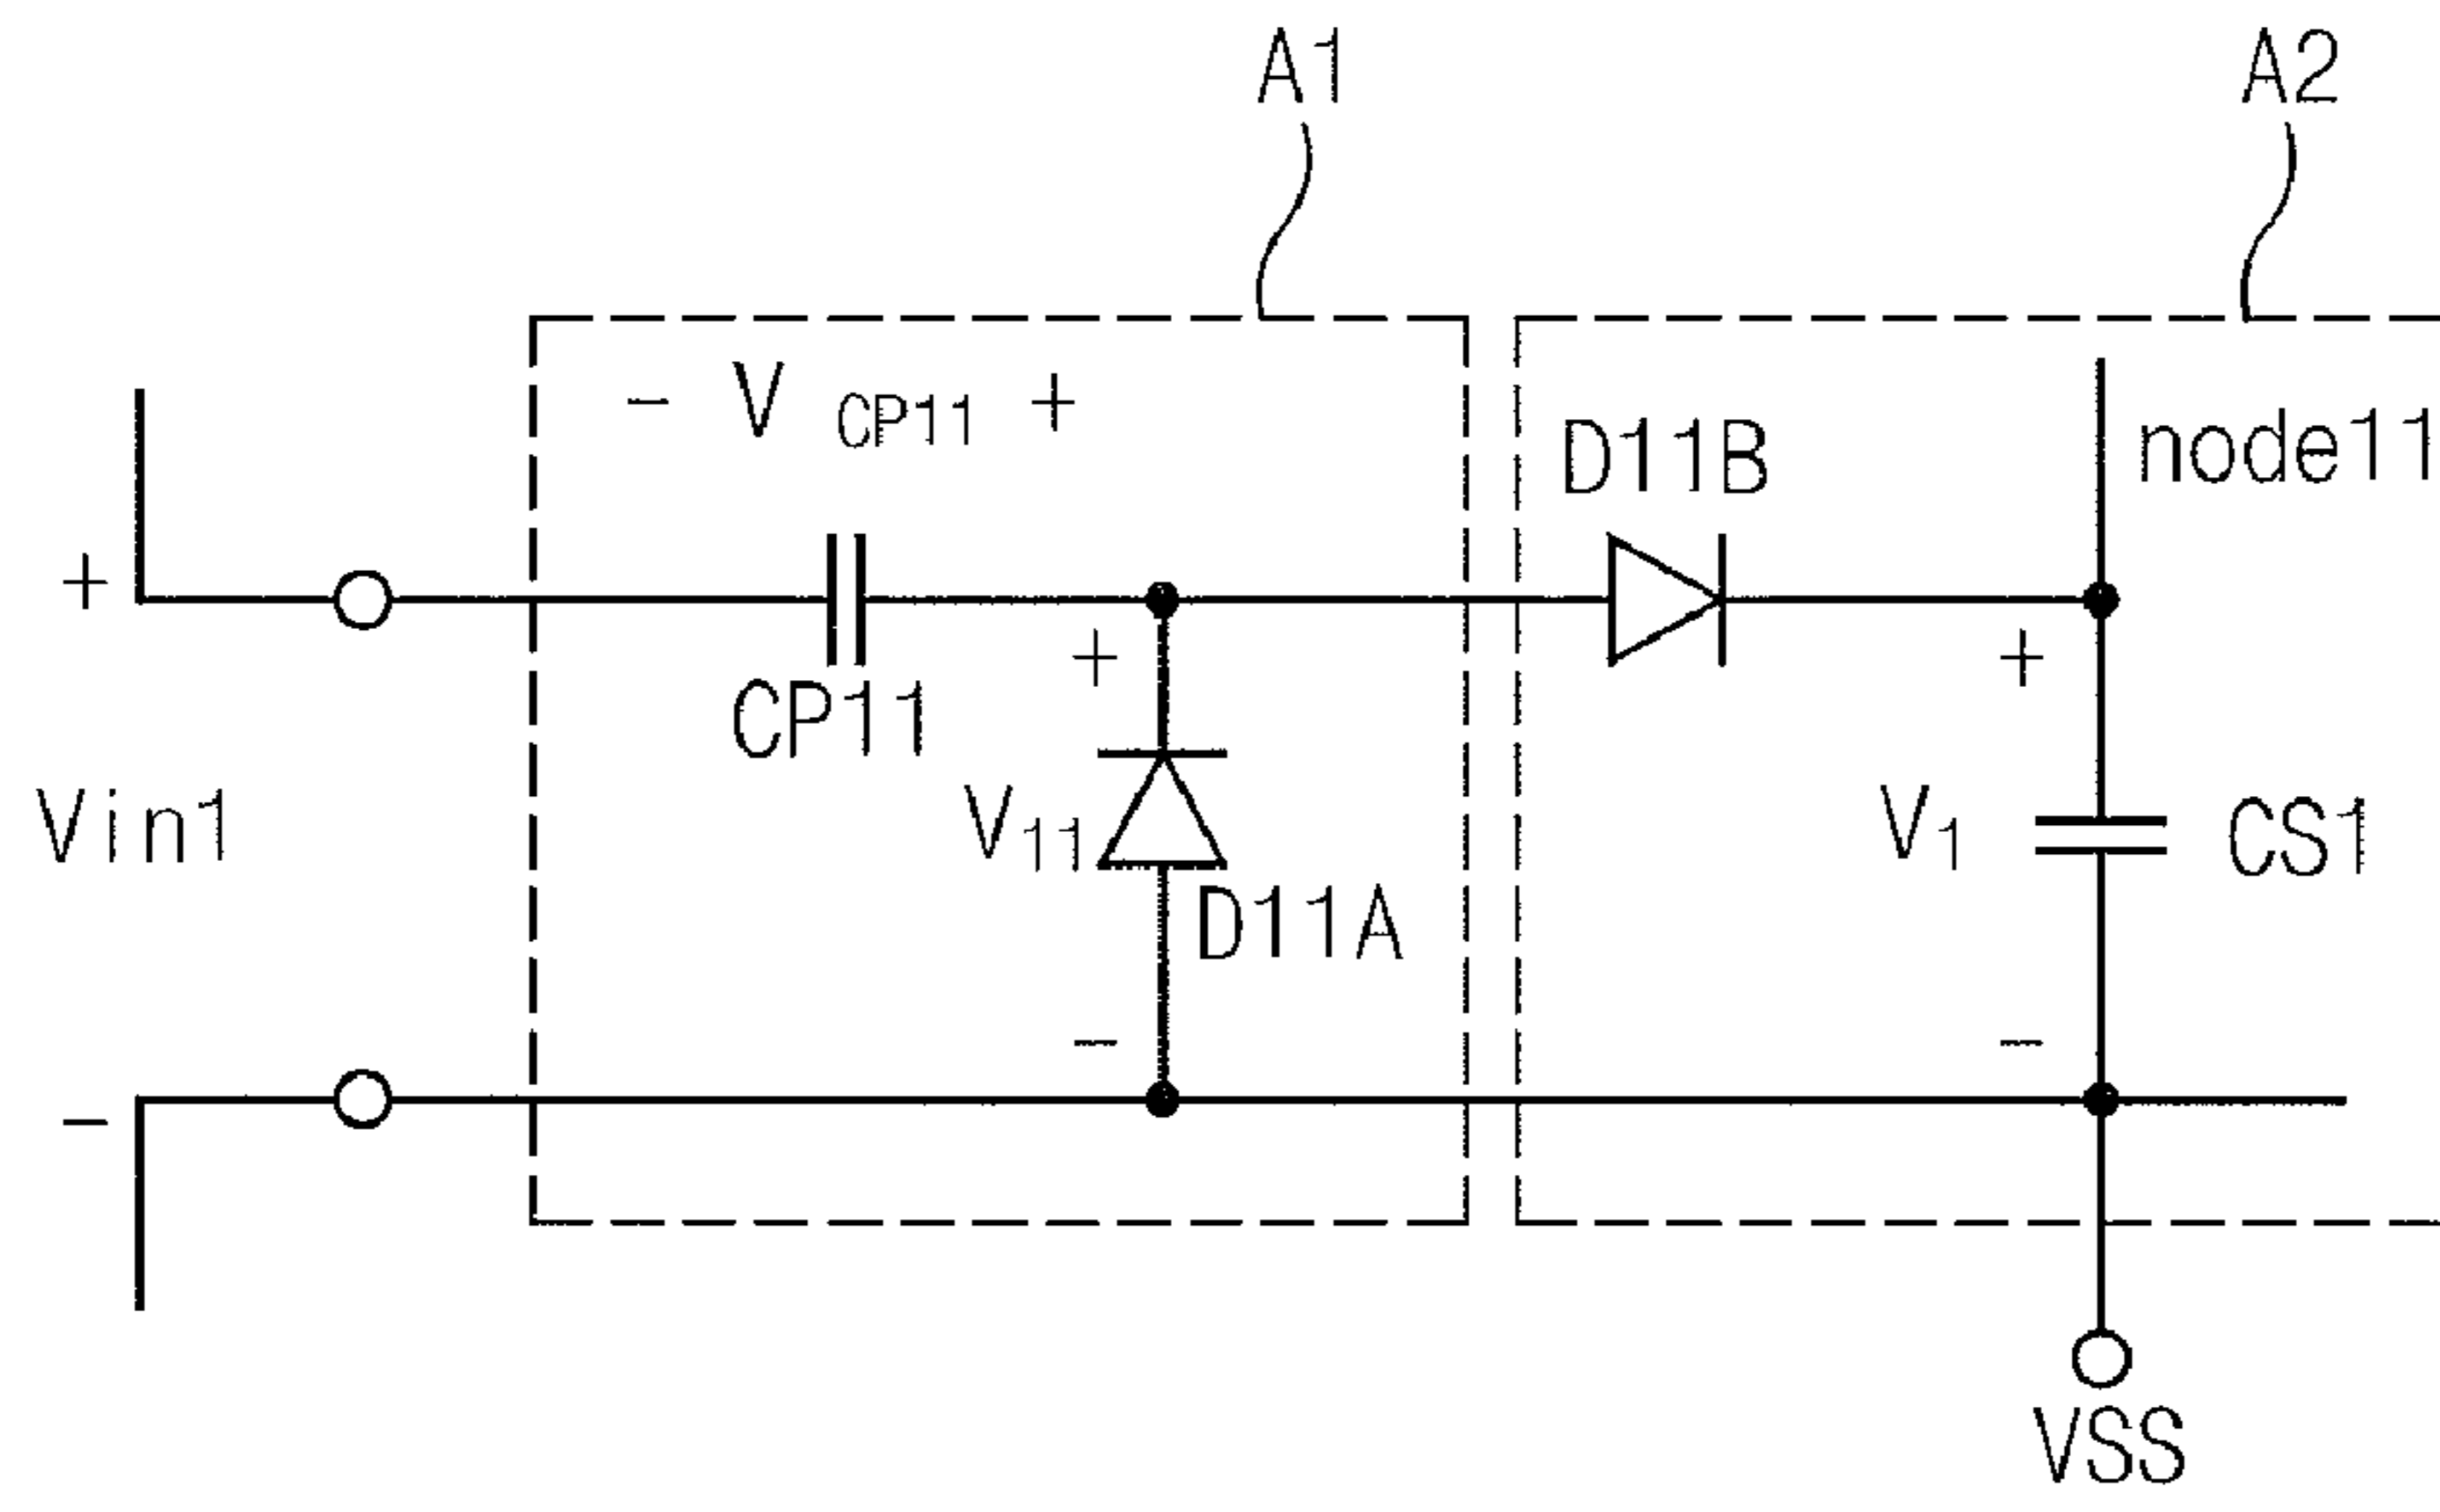 A1 A2
- V CP11 +
D11B node11
+
+ +
CP11
Vin1 V11 V1 CS1
D11A
- -
-
VSS